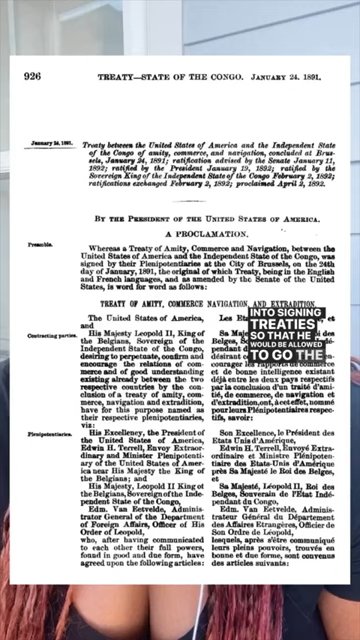 926 TREATY—STATE OF THE CONGO. JANUARY 24, 1891.
January 24, 1891.
Treaty between the United States of America and the Independent State
of the Congo of amity, commerce, and navigation, concluded at Brus-
sels, January 24, 1891; ratification advised by the Senate January 11,
1892; ratified by the President January 19, 1892; ratified by the
Sovereign King of the Independent State of the Congo February 2, 1892;
ratifications exchanged February 2, 1892; proclaimed April 2, 1892.
BY THE PRESIDENT OF THE UNITED STATES OF AMERICA.
A PROCLAMATION.
Preamble.
Whereas a Treaty of Amity, Commerce and Navigation, between the
United States of America and the Independent State of the Congo, was
signed by their Plenipotentiaries at the City of Brussels, on the 24th
day of January, 1891, the original of which Treaty, being in the English
and French languages, and as amended by the Senate of the United
States, is word for word as follows:
TREATY OF AMITY, COMMERCE NAVIGATION, AND EXTRADITION.
Contracting parties.
The United States of America,
and
His Majesty Leopold II, King of
the Belgians, Sovereign of the
Independent State of the Congo,
desiring to perpetuate, confirm and
encourage the relations of com-
merce and of good understanding
existing already between the two
respective countries by the con-
clusion of a treaty of amity, com-
merce, navigation and extradition,
have for this purpose named as
their respective plenipotentiaries,
viz:
Plenipotentiaries.
His Excellency, the President of
the United States of America,
Edwin H. Terrell, Envoy Extraor-
dinary and Minister Plenipotenti-
ary of the United States of Amer-
ica near His Majesty the King of
the Belgians; and
His Majesty, Leopold II King of
the Belgians, Sovereign of the Inde-
pendent State of the Congo,
Edm. Van Eetvelde, Adminis-
trator General of the Department
of Foreign Affairs, Officer of His
Order of Leopold,
who, after having communicated
to each other their full powers,
found in good and due form, have
agreed upon the following articles:
Les et
Sa des
Belges,
pendant
désirant
courager les rapports de commerce
et de bonne intelligence existant
déjà entre les deux pays respectifs
par la conclusion d'un traité d'ami-
tié, de commerce, de navigation et
d'extradition, ont, à cet effet, nommé
pour leurs Plénipotentiaires respec-
tifs, savoir:
Son Excellence, le Président des
Etats Unis d'Amérique,
Edwin H. Terrell, Envoyé Extra-
ordinaire et Ministre Plénipoten-
tiaire des Etats-Unis d'Amérique
près Sa Majesté le Roi des Belges,
et
Sa Majesté, Léopold II, Roi des
Belges, Souverain de l'Etat Indé-
pendant du Congo,
Edm. Van Eetvelde, Adminis-
trateur Général du Département
des Affaires Etrangères, Officier de
Son Ordre de Léopold,
lesquels, après s'être communiqué
leurs pleins pouvoirs, trouvés en
bonne et due forme, sont convenus
des articles suivants:
INTO SIGNING
TREATIES
SO THAT HE
WOULD BE ALLOWED
TO GO THE